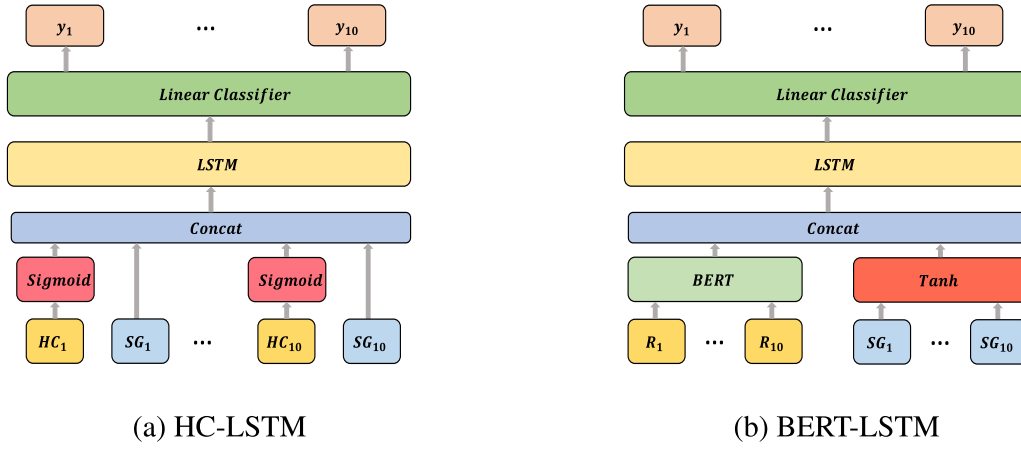 y1 ... y10
Linear Classifier
LSTM
Concat
Sigmoid Sigmoid
HC1 SG1 ... HC10 SG10
(a) HC-LSTM
y1 ... y10
Linear Classifier
LSTM
Concat
BERT Tanh
R1 ... R10 SG1 ... SG10
(b) BERT-LSTM